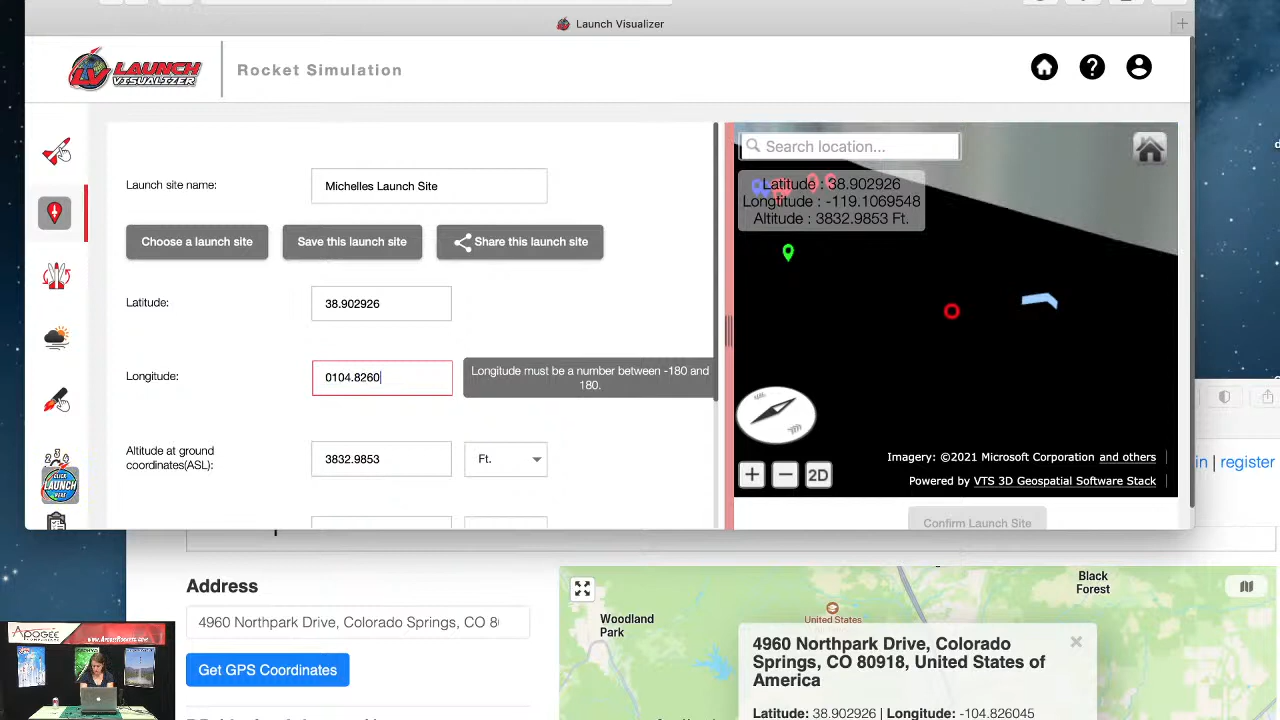 Launch Visualizer
LAUNCH
VISUALIZER
Rocket Simulation
Launch site name:
Michelles Launch Site
Choose a launch site
Save this launch site
Share this launch site
Latitude:
38.902926
Longitude:
0104.8260
Longitude must be a number between -180 and
180.
Altitude at ground
coordinates(ASL):
3832.9853
Ft.
CLICK
LAUNCH
HERE
Search location...
Latitude : 38.902926
Longtitude : -119.1069548
Altitude : 3832.9853 Ft.
2D
Imagery: ©2021 Microsoft Corporation and others
Powered by VTS 3D Geospatial Software Stack
Confirm Launch Site
in | register
Address
4960 Northpark Drive, Colorado Springs, CO 8
Get GPS Coordinates
Woodland
Park
United States
Black
Forest
4960 Northpark Drive, Colorado
Springs, CO 80918, United States of
America
Latitude: 38.902926 | Longitude: -104.826045
APOGEE